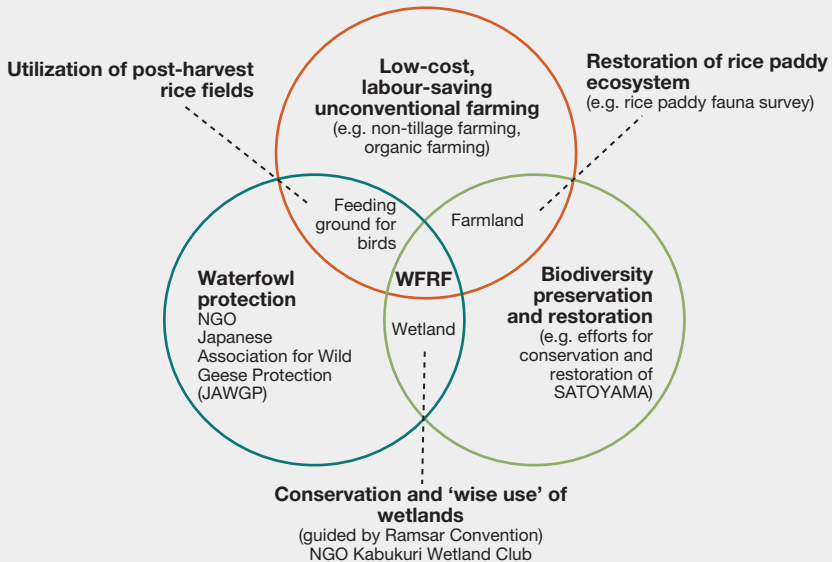 Utilization of post-harvest
rice fields
Low-cost,
labour-saving
unconventional farming
(e.g. non-tillage farming,
organic farming)
Restoration of rice paddy
ecosystem
(e.g. rice paddy fauna survey)
Feeding
ground for
birds
Farmland
WFRF
Waterfowl
protection
NGO
Japanese
Association for Wild
Geese Protection
(JAWGP)
Wetland
Biodiversity
preservation
and restoration
(e.g. efforts for
conservation and
restoration of
SATOYAMA)
Conservation and ‘wise use’ of
wetlands
(guided by Ramsar Convention)
NGO Kabukuri Wetland Club